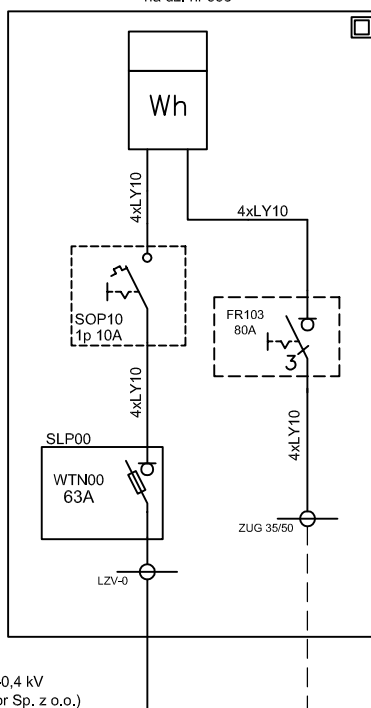 Wh
4xLY10
4xLY10
SOP10
1p 10A
FR103
80A
3
4xLY10
4xLY10
SLP00
WTN00
63A
ZUG 35/50
LZV-0
0,4 kV
or Sp. z o.o.)